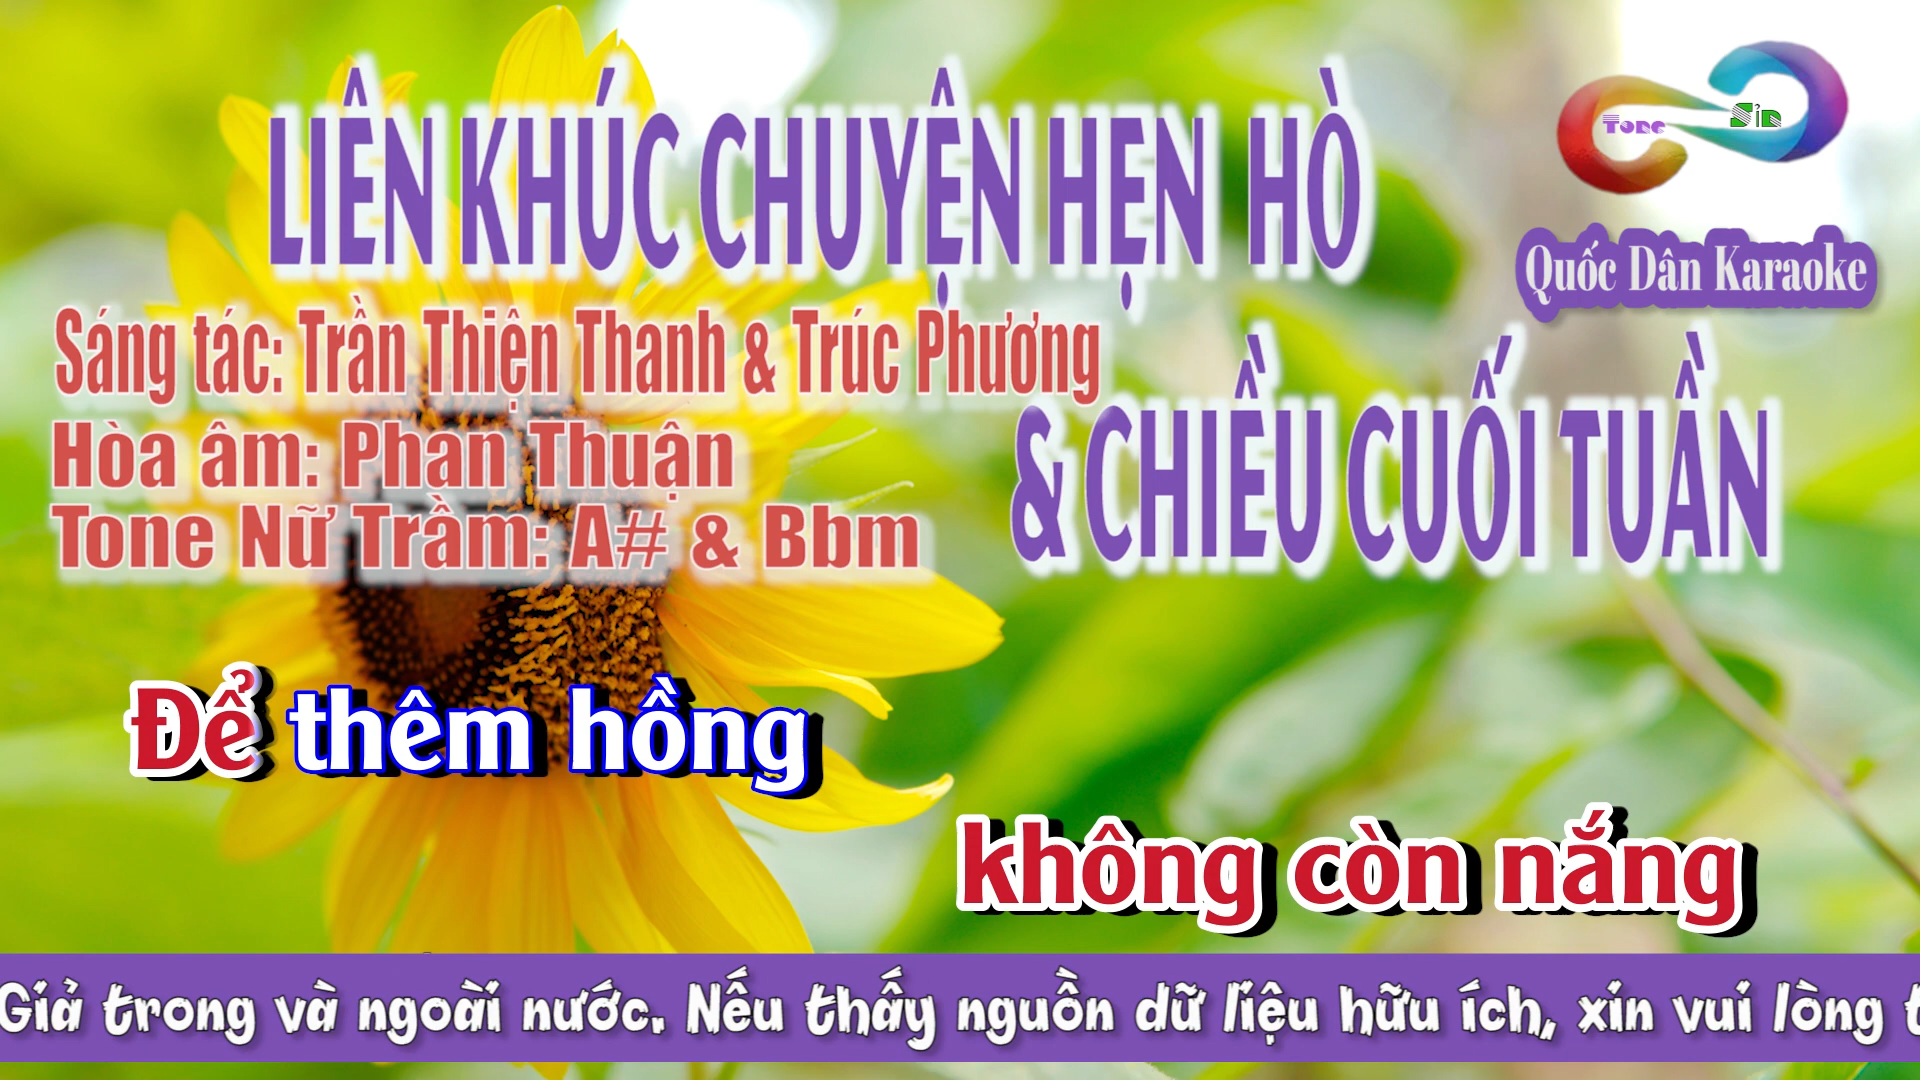 LIÊN KHÚC CHUYỆN HẸN HÒ
& CHIỀU CUỐI TUẦN
Tong Sỉn
Quốc Dân Karaoke
Sáng tác: Trần Thiện Thanh & Trúc Phương
Hòa âm: Phan Thuận
Tone Nữ Trầm: A# & Bbm
Để thêm hồng
không còn nắng
Giả trong và ngoài nước. Nếu thấy nguồn dữ liệu hữu ích, xin vui lòng t